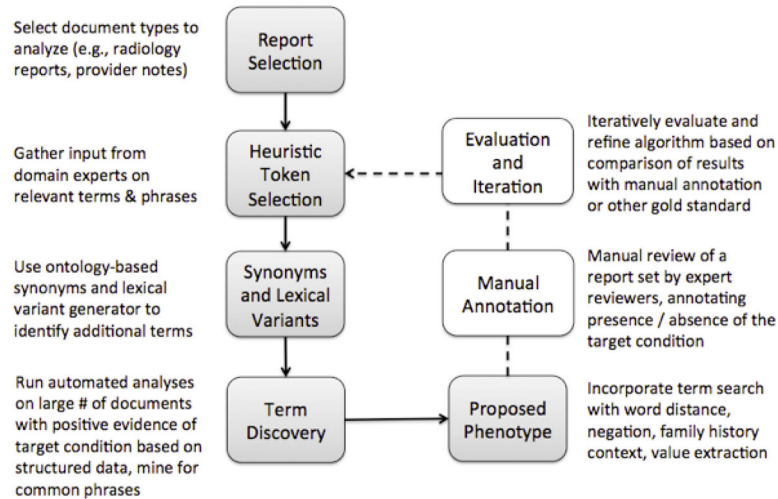 Select document types to
analyze (e.g., radiology
reports, provider notes)
Report
Selection
Gather input from
domain experts on
relevant terms & phrases
Heuristic
Token
Selection
Evaluation
and
Iteration
Iteratively evaluate and
refine algorithm based on
comparison of results
with manual annotation
or other gold standard
Use ontology-based
synonyms and lexical
variant generator to
identify additional terms
Synonyms
and Lexical
Variants
Manual
Annotation
Manual review of a
report set by expert
reviewers, annotating
presence / absence of the
target condition
Run automated analyses
on large # of documents
with positive evidence of
target condition based on
structured data, mine for
common phrases
Term
Discovery
Proposed
Phenotype
Incorporate term search
with word distance,
negation, family history
context, value extraction